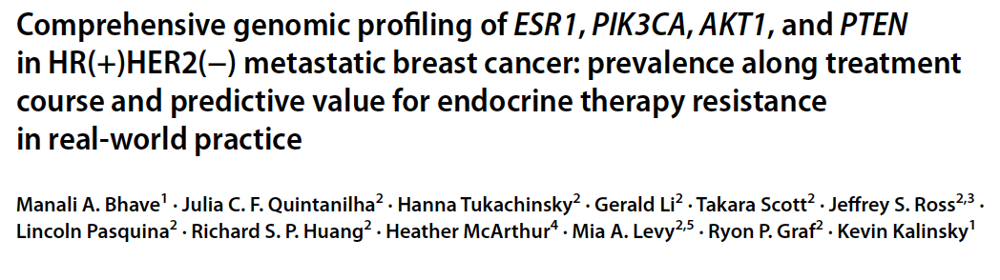 Comprehensive genomic profiling of ESR1, PIK3CA, AKT1, and PTEN
in HR(+)HER2(−) metastatic breast cancer: prevalence along treatment
course and predictive value for endocrine therapy resistance
in real-world practice
Manali A. Bhave1 · Julia C. F. Quintanilha2 · Hanna Tukachinsky2 · Gerald Li2 · Takara Scott2 · Jeffrey S. Ross2,3 ·
Lincoln Pasquina2 · Richard S. P. Huang2 · Heather McArthur4 · Mia A. Levy2,5 · Ryon P. Graf2 · Kevin Kalinsky1